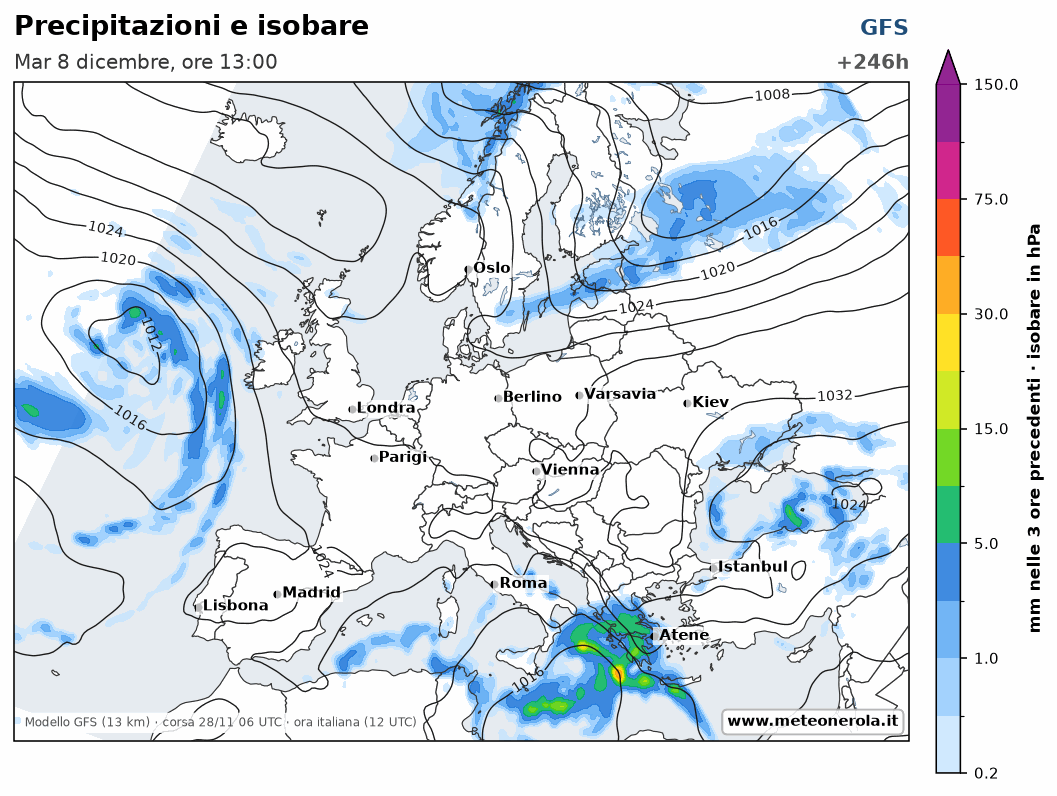 Precipitazioni e isobare
GFS
Mar 8 dicembre, ore 13:00
+246h
1008
1024
1020
1016
1020
1024
1012
1016
1032
1024
1016
Oslo
Londra
Berlino
Varsavia
Kiev
Parigi
Vienna
Istanbul
Roma
Madrid
Lisbona
Atene
Modello GFS (13 km) · corsa 28/11 06 UTC · ora italiana (12 UTC)
www.meteonerola.it
150.0
75.0
30.0
15.0
5.0
1.0
0.2
mm nelle 3 ore precedenti · isobare in hPa